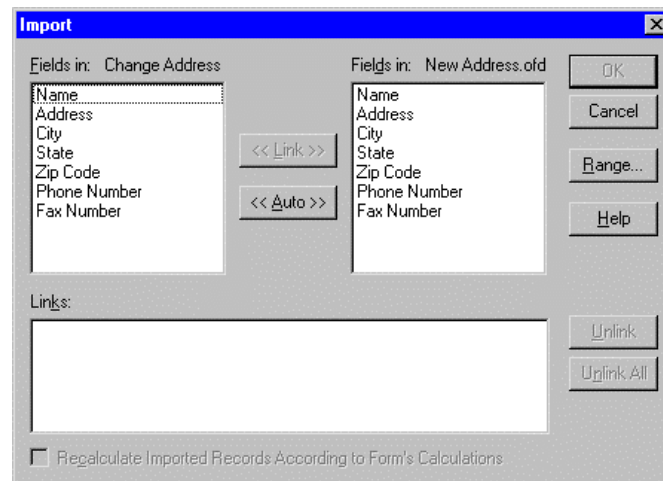 Import
Fields in: Change Address
Name
Address
City
State
Zip Code
Phone Number
Fax Number
<< Link >>
<< Auto >>
Fields in: New Address.ofd
Name
Address
City
State
Zip Code
Phone Number
Fax Number
OK
Cancel
Range...
Help
Links:
Unlink
Unlink All
Recalculate Imported Records According to Form's Calculations